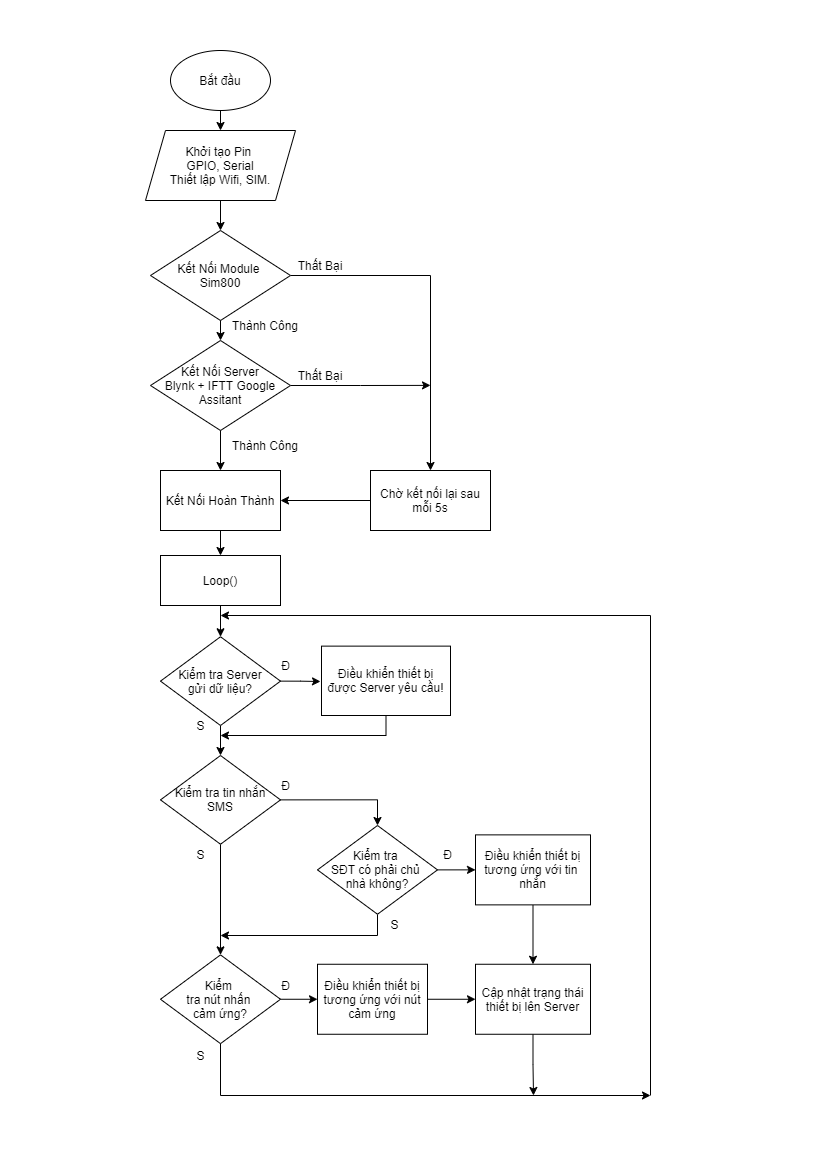 Bắt đầu
Khởi tạo Pin
GPIO, Serial
Thiết lập Wifi, SIM.
Kết Nối Module
Sim800
Thất Bại
Thành Công
Kết Nối Server
Blynk + IFTT Google
Assitant
Thất Bại
Thành Công
Kết Nối Hoàn Thành
Chờ kết nối lại sau
mỗi 5s
Loop()
Kiểm tra Server
gửi dữ liệu?
Đ
Điều khiển thiết bị
được Server yêu cầu!
S
Kiểm tra tin nhắn
SMS
Đ
S
Kiểm tra
SĐT có phải chủ
nhà không?
Đ
Điều khiển thiết bị
tương ứng với tin
nhắn
S
Kiểm
tra nút nhấn
cảm ứng?
Đ
Điều khiển thiết bị
tương ứng với nút
cảm ứng
Cập nhật trạng thái
thiết bị lên Server
S